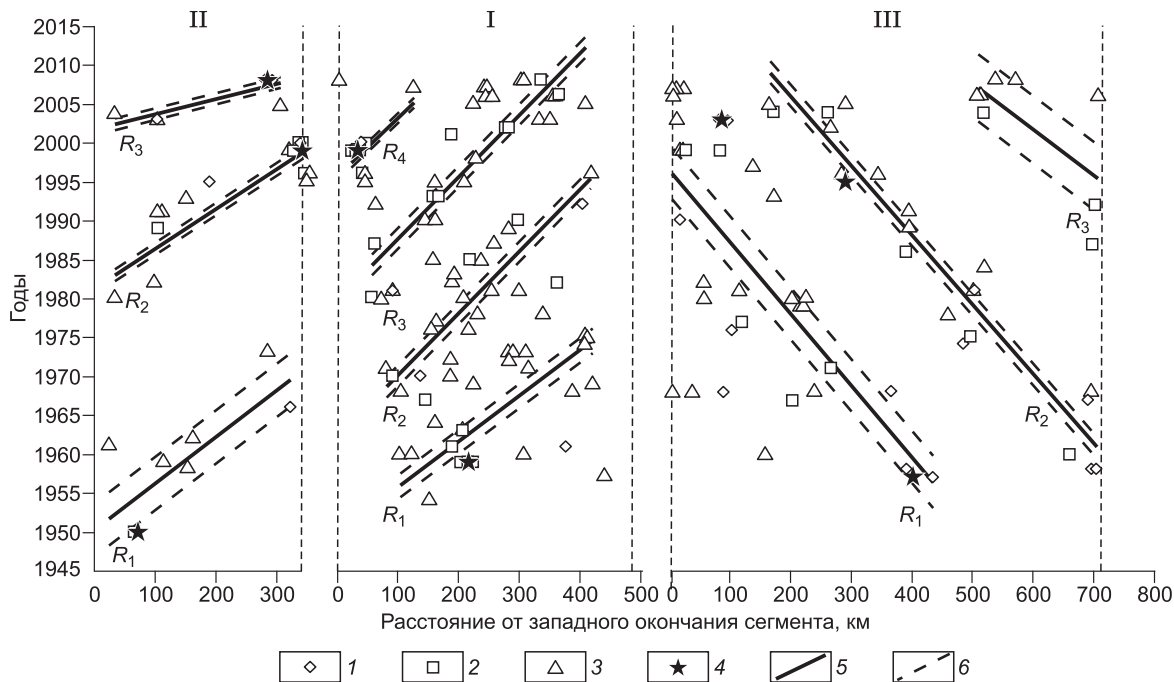 II I III
Годы
2015
2010
2005
2000
1995
1990
1985
1980
1975
1970
1965
1960
1955
1950
1945
R3
R2
R1
R4
R3
R2
R1
R3
R2
R1
0 100 200 300 0 100 200 300 400 500 0 100 200 300 400 500 600 700 800
Расстояние от западного окончания сегмента, км
1 2 3 4 5 6